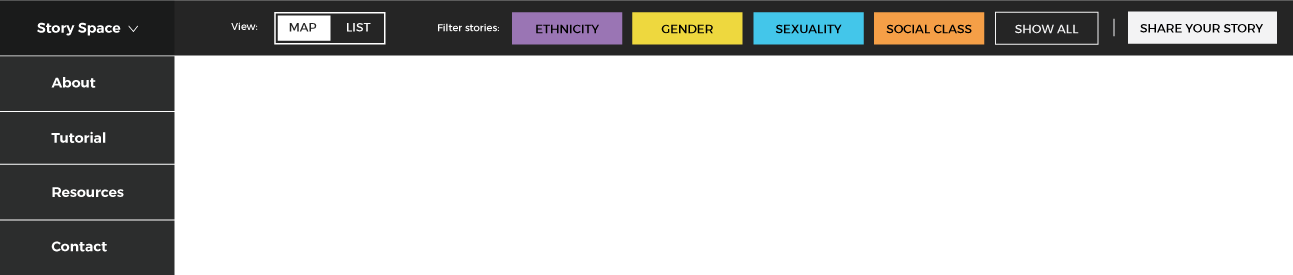 Story Space
View:
MAP
LIST
Filter stories:
ETHNICITY
GENDER
SEXUALITY
SOCIAL CLASS
SHOW ALL
SHARE YOUR STORY
About
Tutorial
Resources
Contact